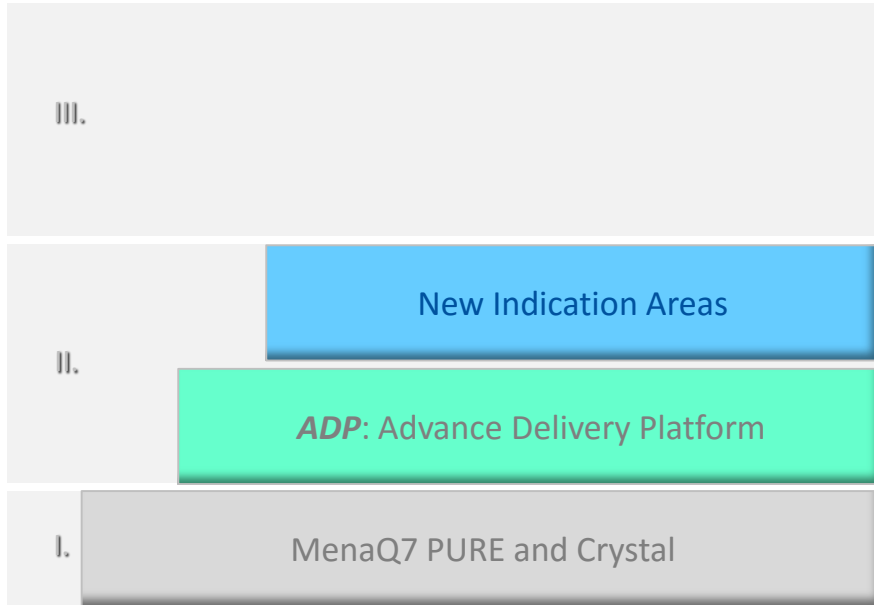 III.
New Indication Areas
II.
ADP: Advance Delivery Platform
I.
MenaQ7 PURE and Crystal